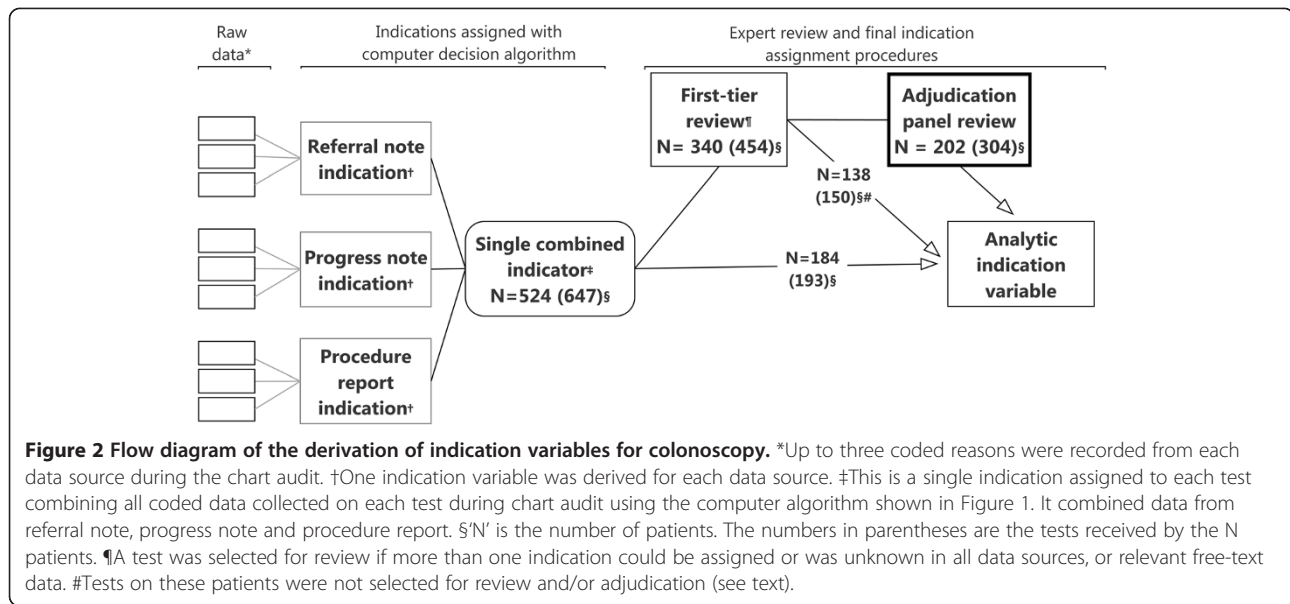 Raw
data*
Indications assigned with
computer decision algorithm
Expert review and final indication
assignment procedures
Referral note
indication†
Progress note
indication†
Procedure
report
indication†
Single combined
indicator‡
N=524 (647)§
First-tier
review¶
N= 340 (454)§
Adjudication
panel review
N = 202 (304)§
N=138
(150)§#
N=184
(193)§
Analytic
indication
variable
Figure 2 Flow diagram of the derivation of indication variables for colonoscopy. *Up to three coded reasons were recorded from each
data source during the chart audit. †One indication variable was derived for each data source. ‡This is a single indication assigned to each test
combining all coded data collected on each test during chart audit using the computer algorithm shown in Figure 1. It combined data from
referral note, progress note and procedure report. §‘N’ is the number of patients. The numbers in parentheses are the tests received by the N
patients. ¶A test was selected for review if more than one indication could be assigned or was unknown in all data sources, or relevant free-text
data. #Tests on these patients were not selected for review and/or adjudication (see text).